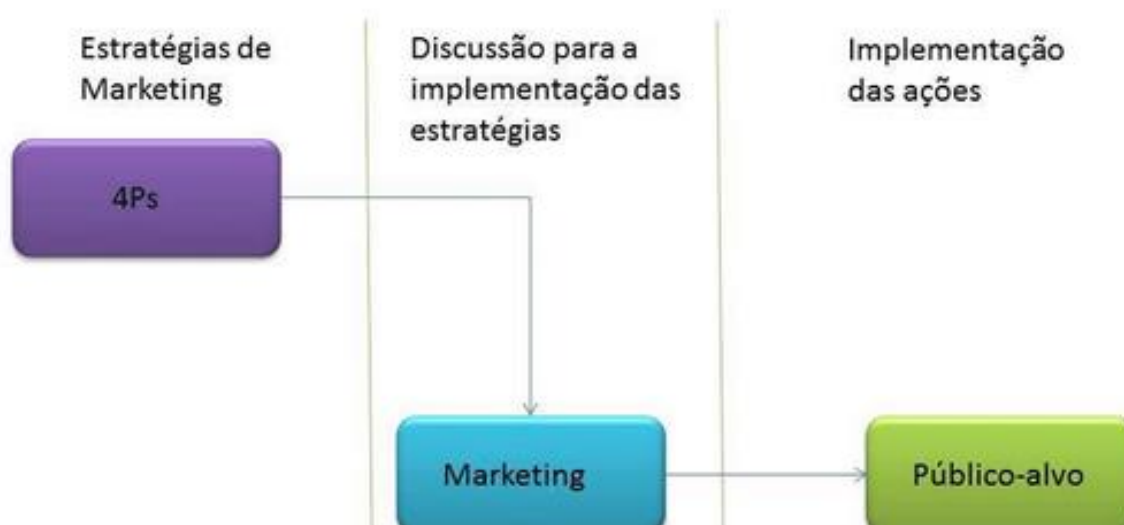 Estratégias de
Marketing
Discussão para a
implementação das
estratégias
Implementação
das ações
4Ps
Marketing
Público-alvo